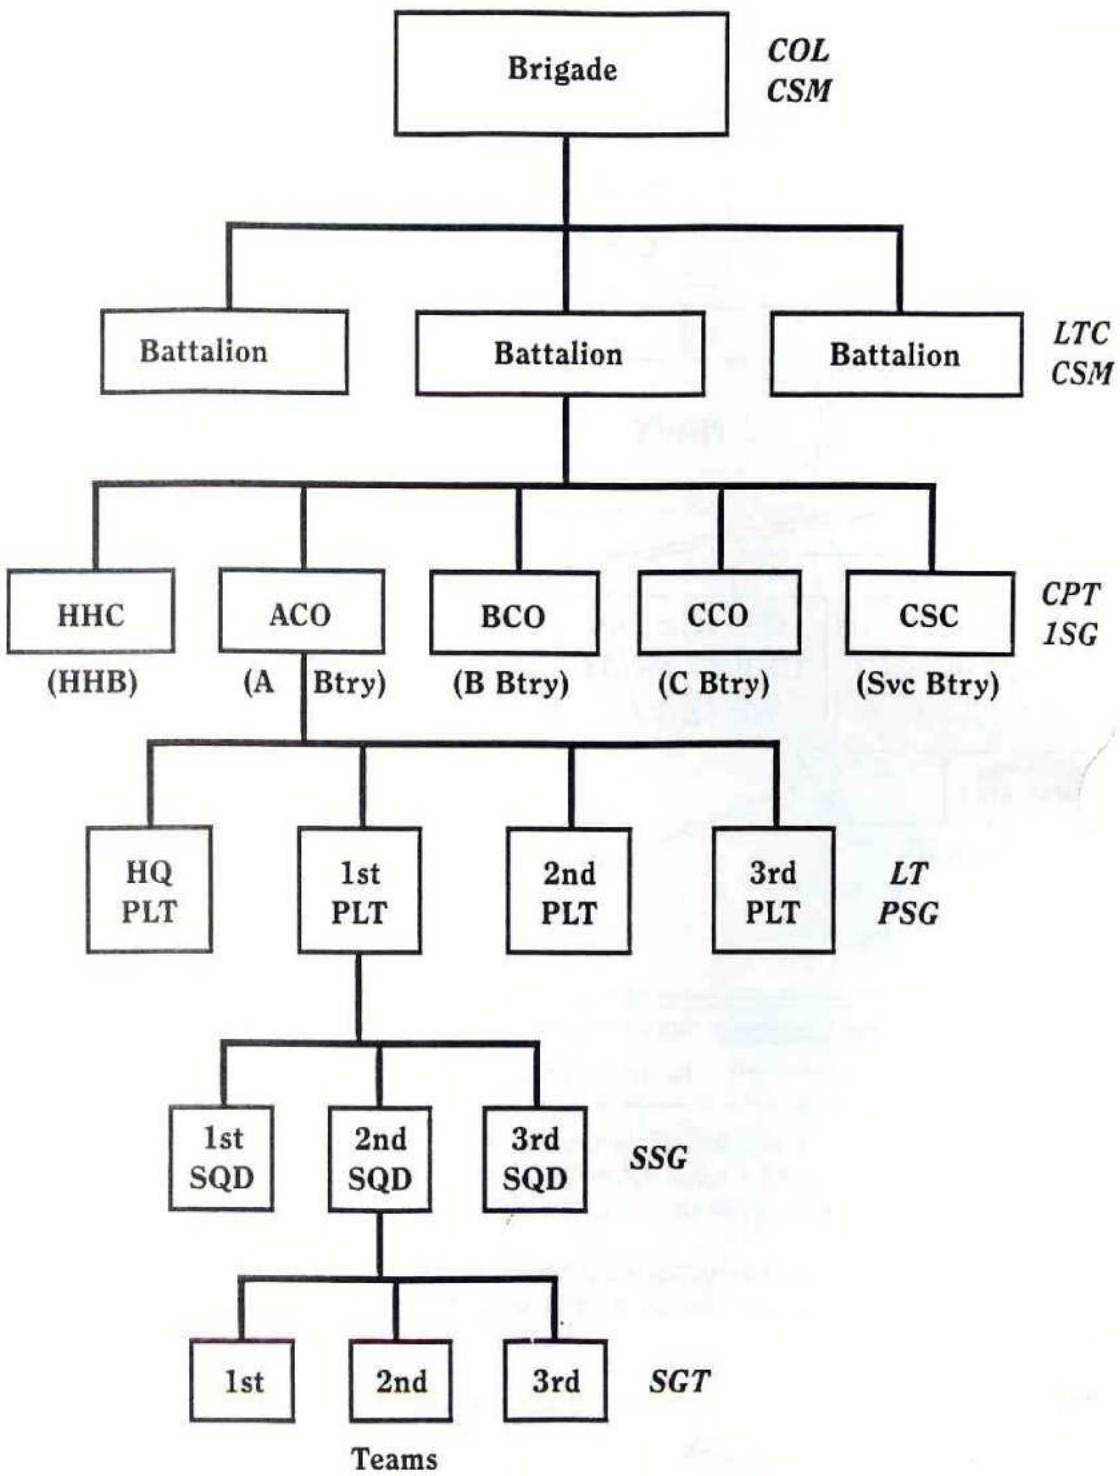 Brigade
COL
CSM
Battalion
Battalion
Battalion
LTC
CSM
HHC
ACO
BCO
CCO
CSC
CPT
1SG
(HHB)
(A Btry)
(B Btry)
(C Btry)
(Svc Btry)
HQ
PLT
1st
PLT
2nd
PLT
3rd
PLT
LT
PSG
1st
SQD
2nd
SQD
3rd
SQD
SSG
1st
2nd
3rd
SGT
Teams